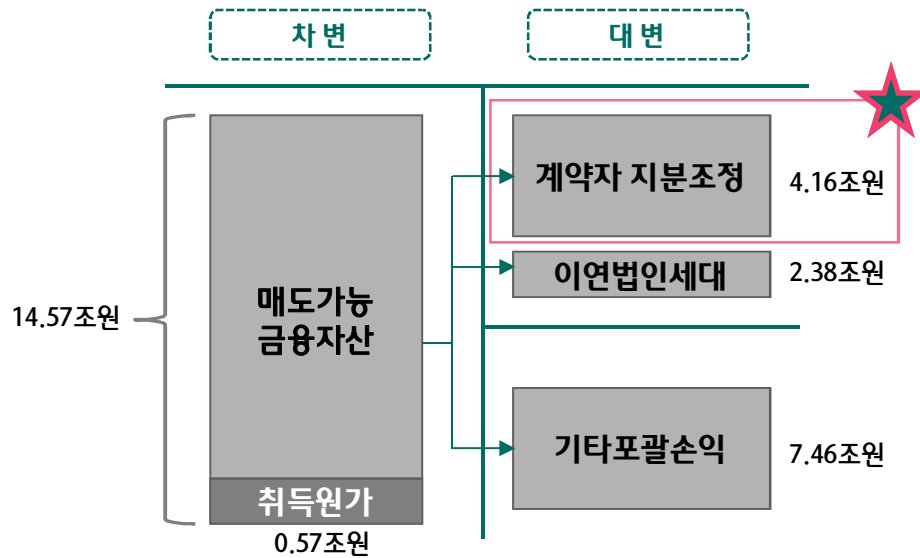 차 변
대 변
계약자 지분조정
4.16조원
이연법인세대
2.38조원
14.57조원
매도가능
금융자산
기타포괄손익
7.46조원
취득원가
0.57조원